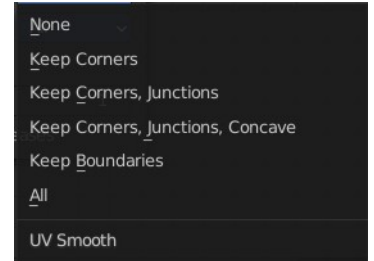 None
Keep Corners
Keep Corners, Junctions
Keep Corners, Junctions, Concave
Keep Boundaries
All
UV Smooth